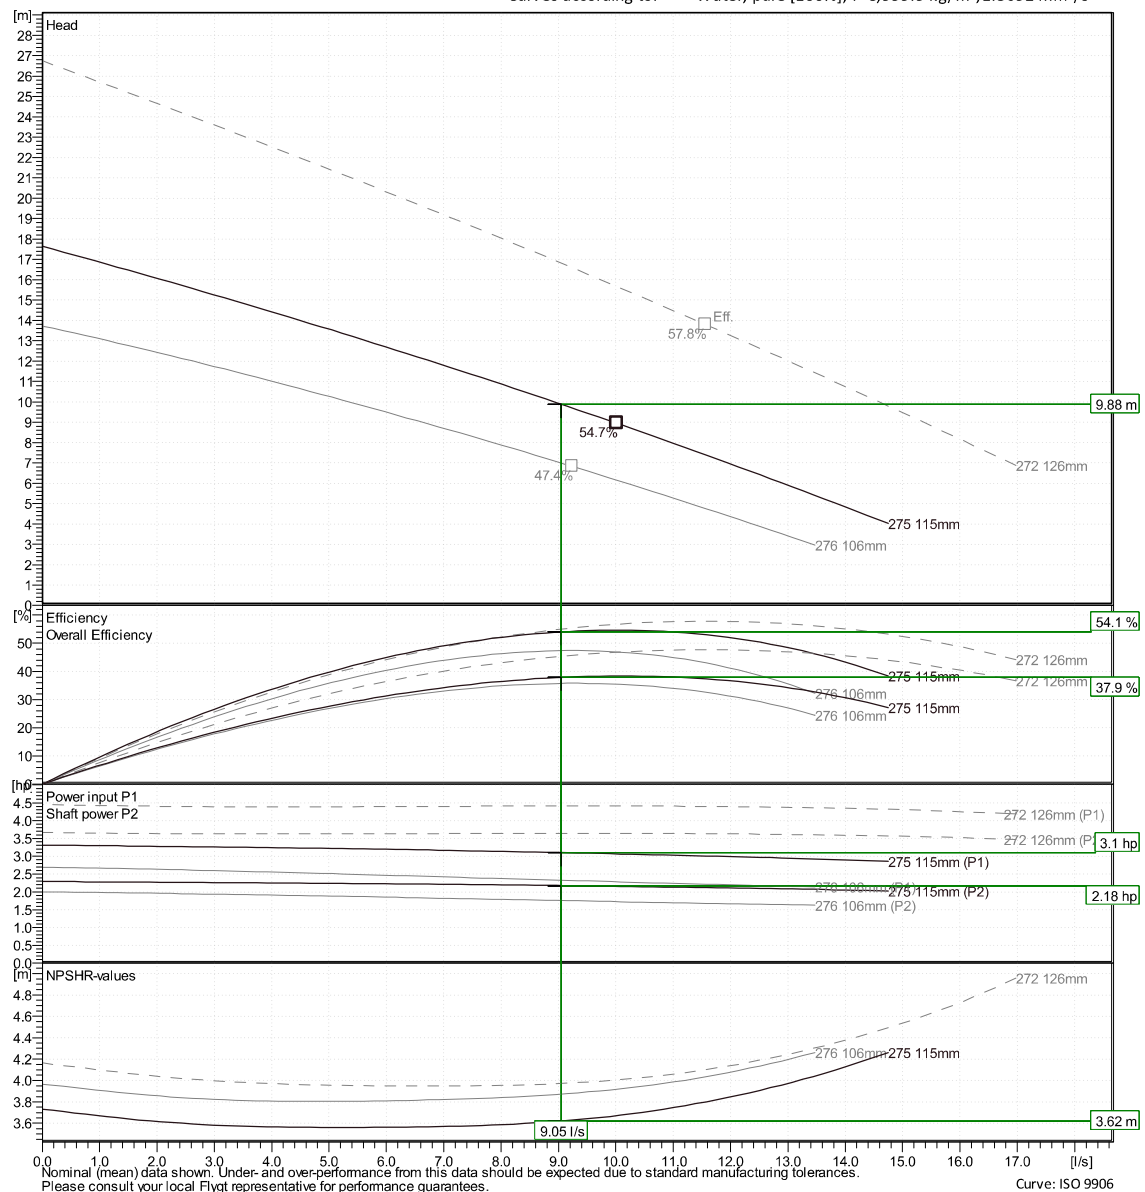 [m]
Head
28
27
26
25
24
23
22
21
20
19
18
17
16
15
14
13
12
11
10
9
8
7
6
5
4
3
2
1
0
Eff.
57.8%
9.88 m
54.7%
47.4%
272 126mm
275 115mm
276 106mm
[%]
Efficiency
Overall Efficiency
50
40
30
20
10
54.1 %
272 126mm
275 115mm
272 126mm
37.9 %
276 106mm
275 115mm
276 106mm
[hp]
Power input P1
Shaft power P2
4.5
4.0
3.5
3.0
2.5
2.0
1.5
1.0
0.5
0.0
272 126mm (P1)
272 126mm (P2
3.1 hp
275 115mm (P1)
275 115mm (P2)
2.18 hp
276 106mm (P2)
[m]
NPSHR-values
4.8
4.6
4.4
4.2
4.0
3.8
3.6
272 126mm
276 106mm
275 115mm
3.62 m
9.05 l/s
0.0 1.0 2.0 3.0 4.0 5.0 6.0 7.0 8.0 9.0 10.0 11.0 12.0 13.0 14.0 15.0 16.0 17.0 [l/s]
Nominal (mean) data shown. Under- and over-performance from this data should be expected due to standard manufacturing tolerances.
Please consult your local Flygt representative for performance guarantees.
Curve: ISO 9906